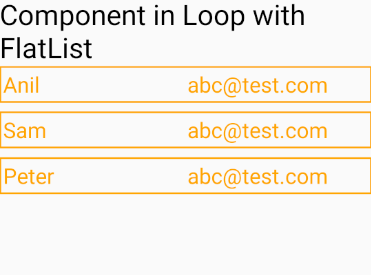 Component in Loop with
FlatList
Anil abc@test.com
Sam abc@test.com
Peter abc@test.com